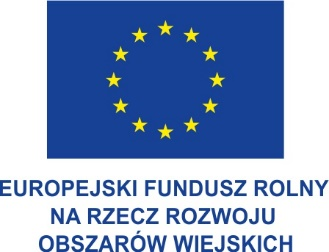 EUROPEJSKI FUNDUSZ ROLNY
NA RZECZ ROZWOJU
OBSZARÓW WIEJSKICH